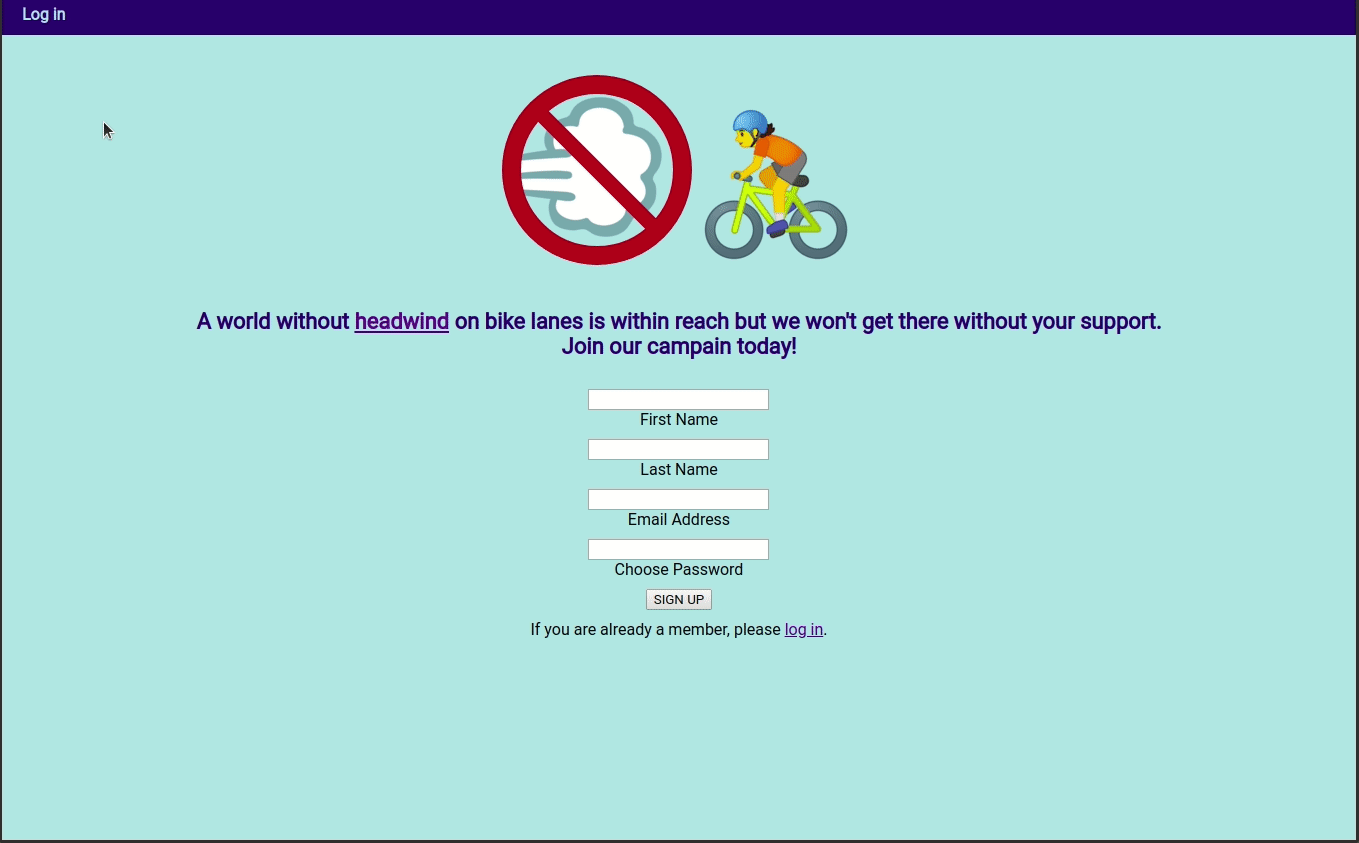 Log in
A world without headwind on bike lanes is within reach but we won't get there without your support.
Join our campain today!
First Name
Last Name
Email Address
Choose Password
SIGN UP
If you are already a member, please log in.